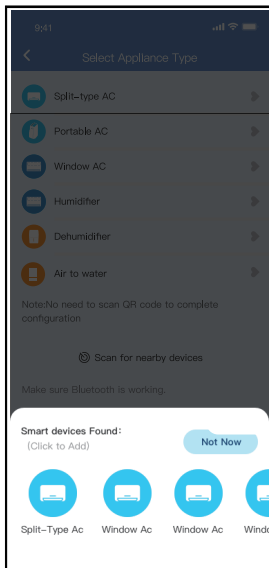 9:41
Select Appliance Type
Split-type AC
Portable AC
Window AC
Humidifier
Dehumidifier
Air to water
Note:No need to scan QR code to complete
configuration
Scan for nearby devices
Make sure Bluetooth is working.
Smart devices Found:
(Click to Add)
Not Now
Split-Type Ac Window Ac Window Ac Windo